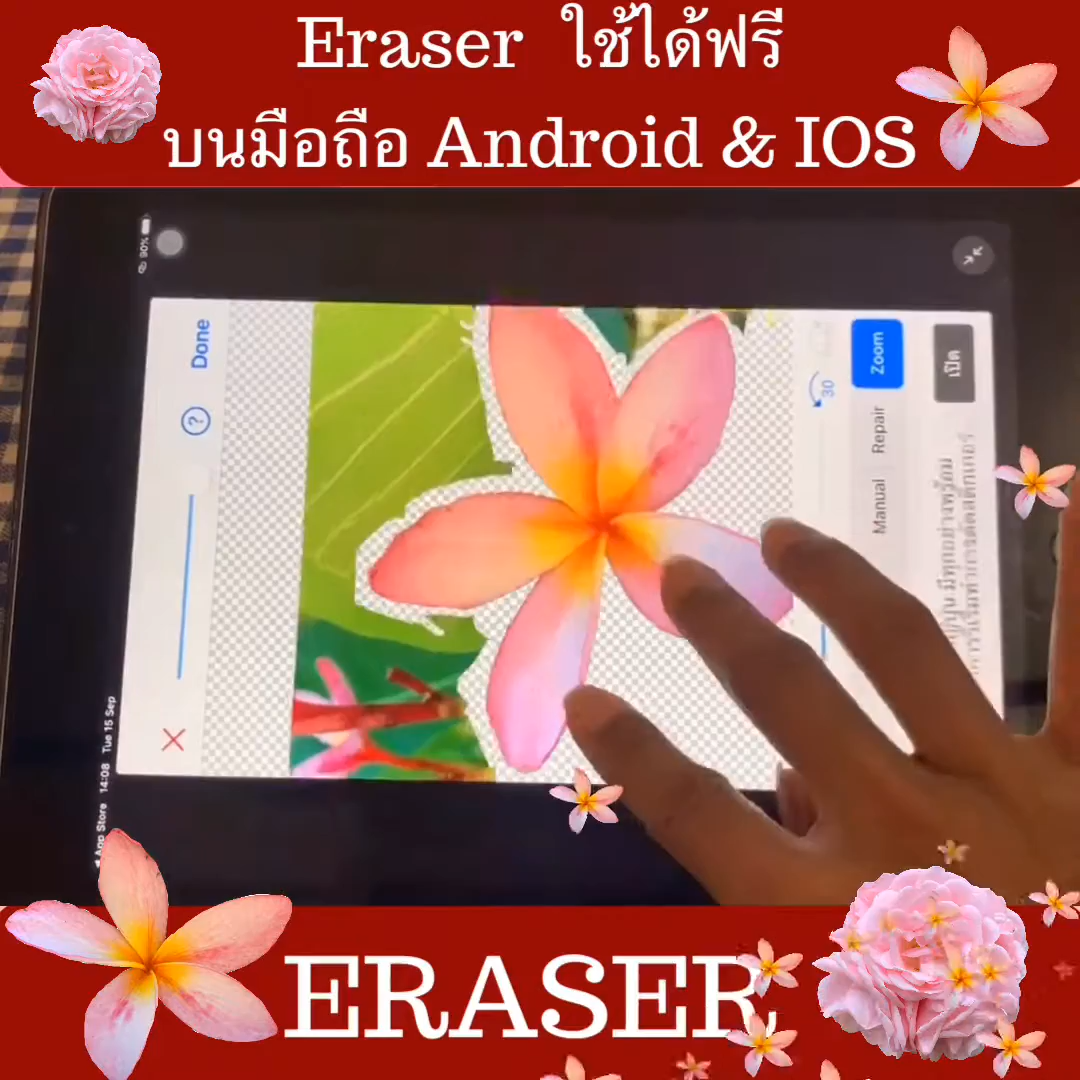 Eraser ใช้ได้ฟรี
บนมือถือ Android & IOS
90%
Done
?
30
Zoom
Repair
Manual
เปิด
App Store 14:08 Tue 15 Sep
ERASER